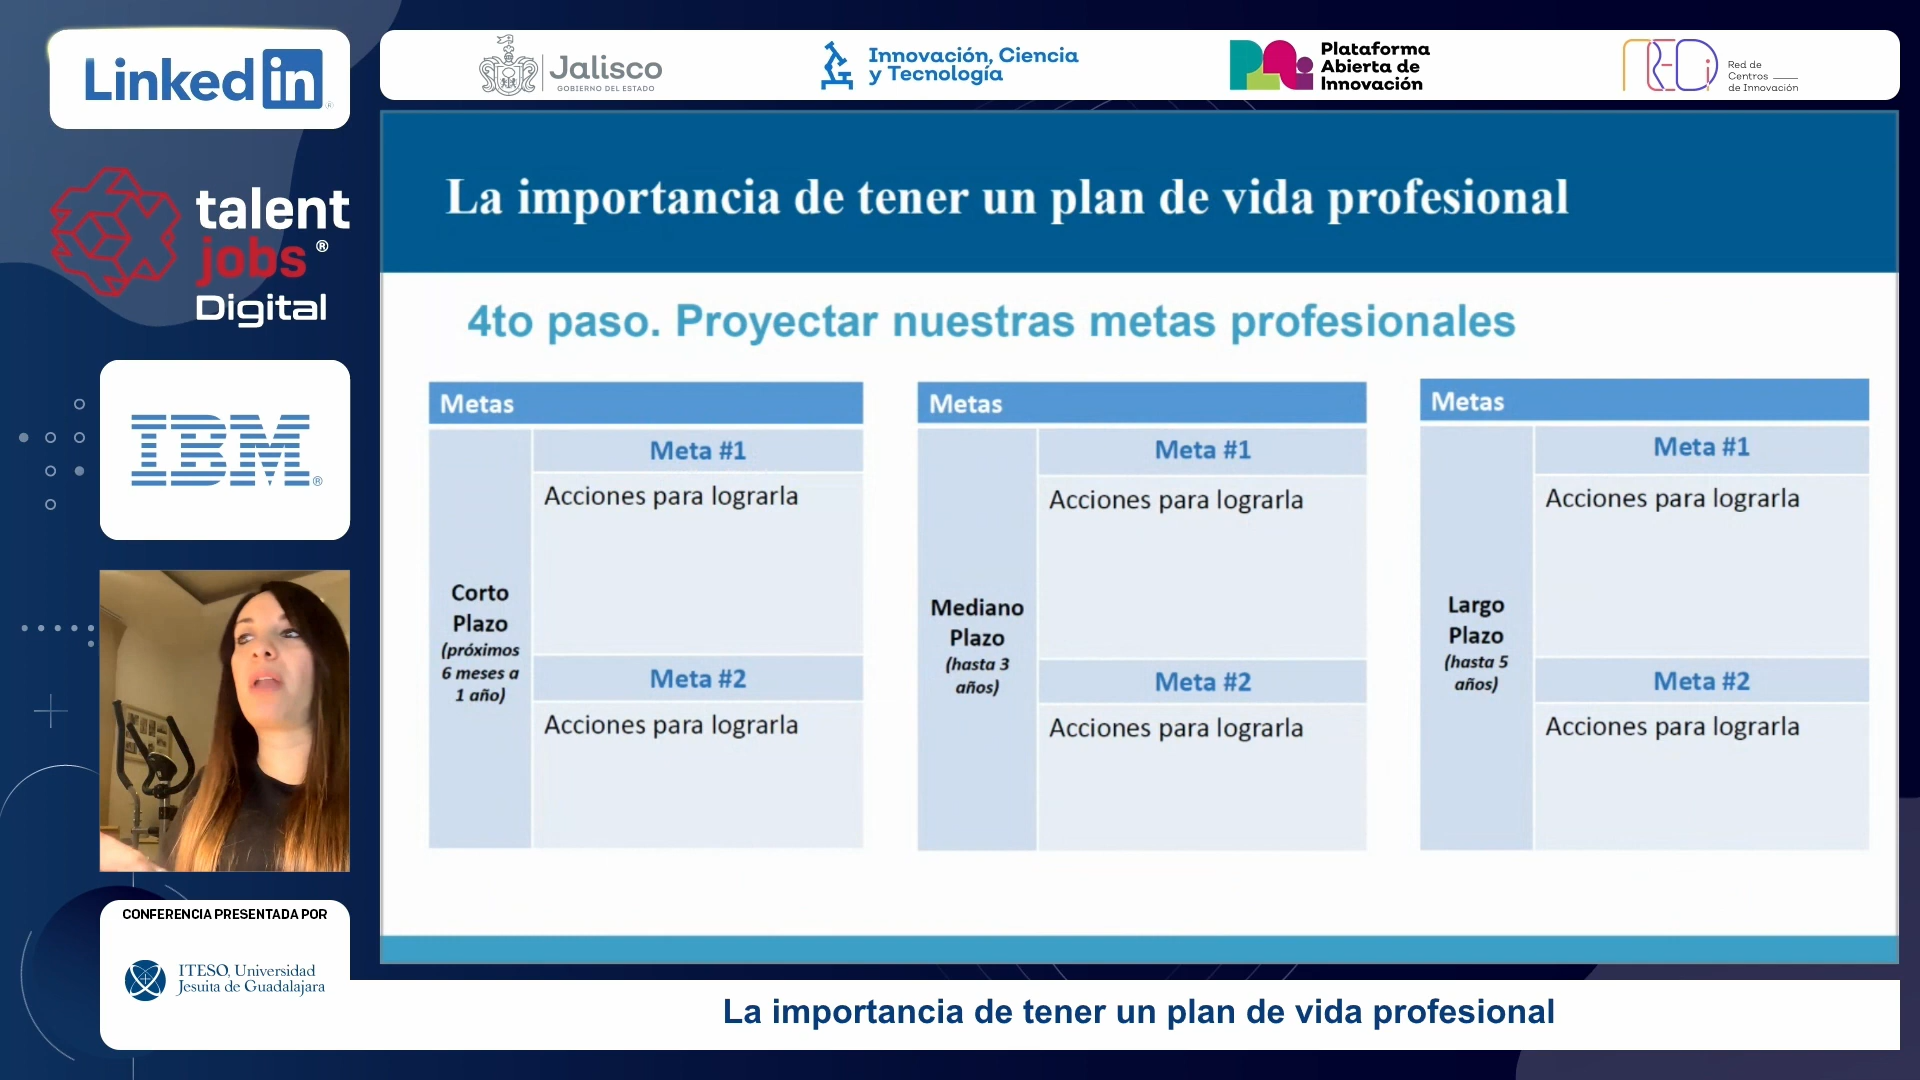 Linked in
Jalisco
GOBIERNO DEL ESTADO
Innovación, Ciencia
y Tecnología
Plataforma
Abierta de
Innovación
REDi
Red de
Centros
de Innovación
talent
jobs ®
Digital
IBM®
La importancia de tener un plan de vida profesional
4to paso. Proyectar nuestras metas profesionales
Metas
Corto
Plazo
(próximos
6 meses a
1 año)
Meta #1
Acciones para lograrla
Meta #2
Acciones para lograrla
Metas
Mediano
Plazo
(hasta 3
años)
Meta #1
Acciones para lograrla
Meta #2
Acciones para lograrla
Metas
Largo
Plazo
(hasta 5
años)
Meta #1
Acciones para lograrla
Meta #2
Acciones para lograrla
CONFERENCIA PRESENTADA POR
ITESO, Universidad
Jesuita de Guadalajara
La importancia de tener un plan de vida profesional